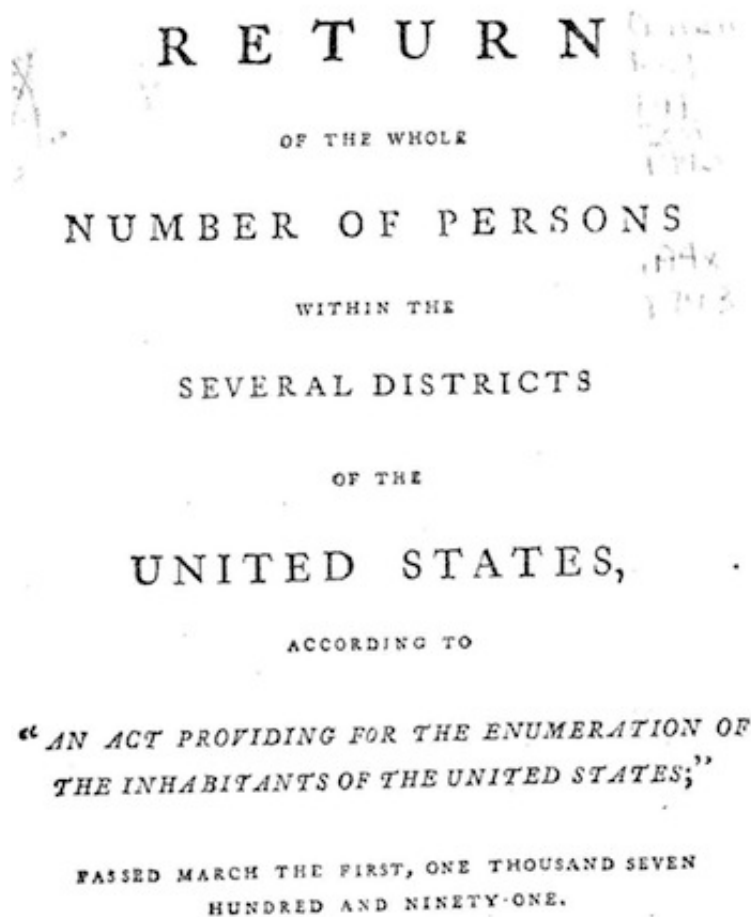 RETURN
OF THE WHOLE
NUMBER OF PERSONS
WITHIN THE
SEVERAL DISTRICTS
OF THE
UNITED STATES,
ACCORDING TO
"AN ACT PROVIDING FOR THE ENUMERATION OF
THE INHABITANTS OF THE UNITED STATES;"
PASSED MARCH THE FIRST, ONE THOUSAND SEVEN
HUNDRED AND NINETY-ONE.